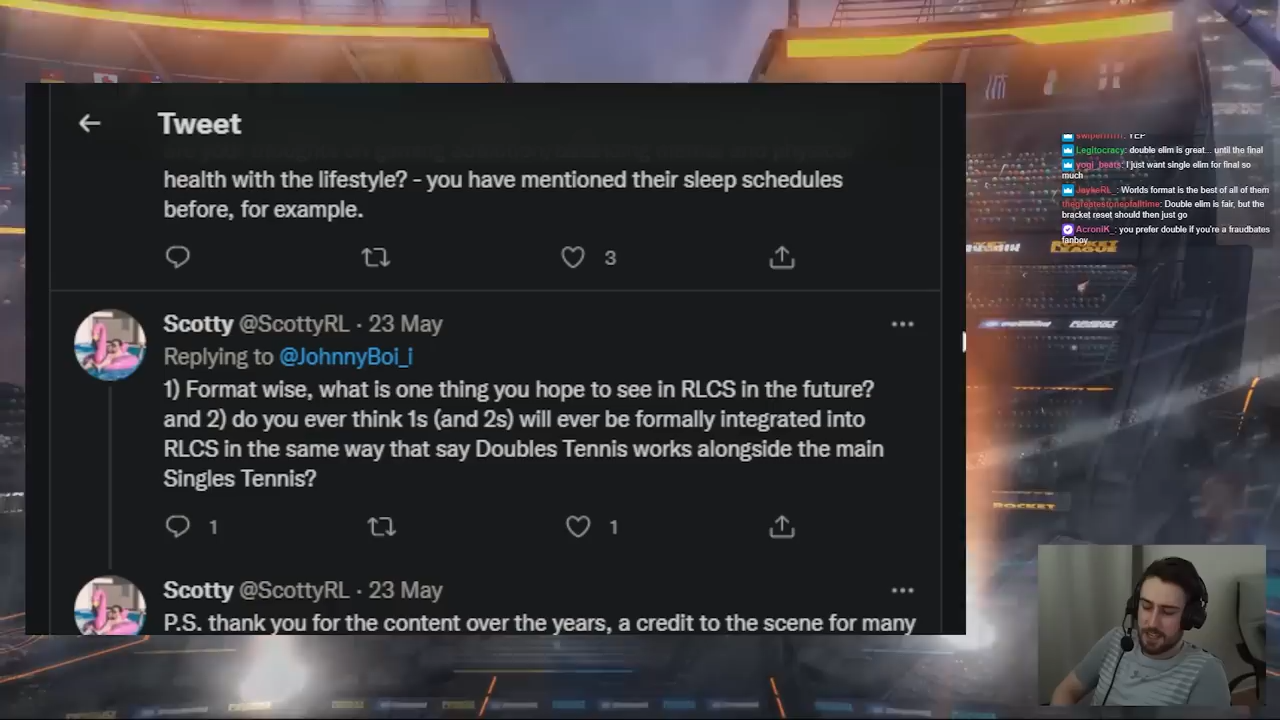 Tweet
health with the lifestyle? - you have mentioned their sleep schedules
before, for example.
3
Scotty @ScottyRL · 23 May
Replying to @JohnnyBoi_i
1) Format wise, what is one thing you hope to see in RLCS in the future?
and 2) do you ever think 1s (and 2s) will ever be formally integrated into
RLCS in the same way that say Doubles Tennis works alongside the main
Singles Tennis?
1
1
Scotty @ScottyRL · 23 May
P.S. thank you for the content over the years, a credit to the scene for many
YEP
Legitocracy: double elim is great... until the final
yogi_beats: I just want single elim for final so
much
JaykeRL_: Worlds format is the best of all of them
thegreatestoneofalltime: Double elim is fair, but the
bracket reset should then just go
AcroniK_: you prefer double if you're a fraudbates
fanboy
LEAGUE
ROCKET